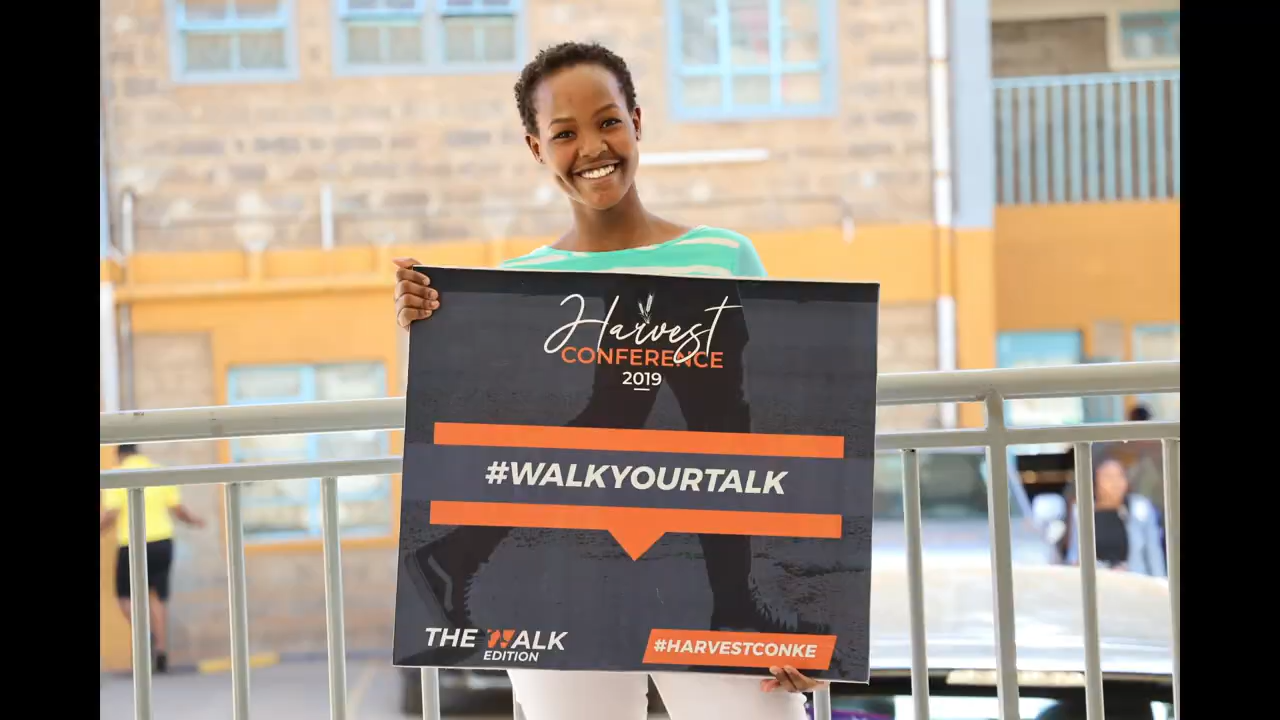 Harvest
CONFERENCE
2019
#WALKYOURTALK
THE WALK
EDITION
#HARVESTCONKE